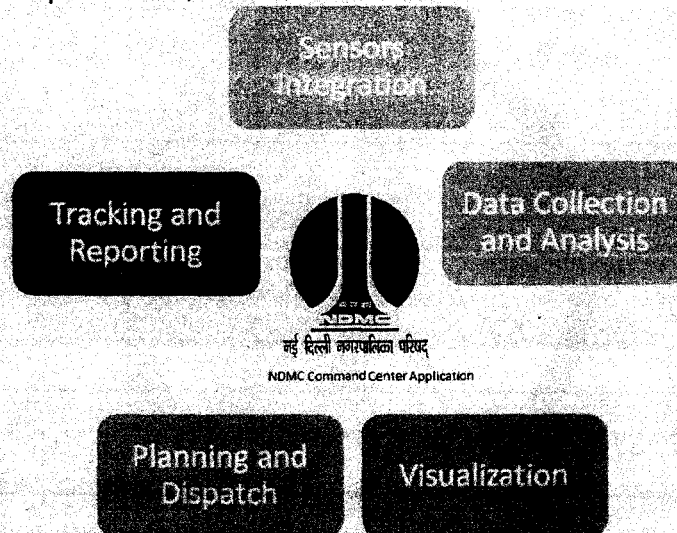 Sensors
Integration
Data Collection
and Analysis
Visualization
Planning and
Dispatch
Tracking and
Reporting
NDMC
नई दिल्ली नगरपालिका परिषद्
NDMC Command Center Application